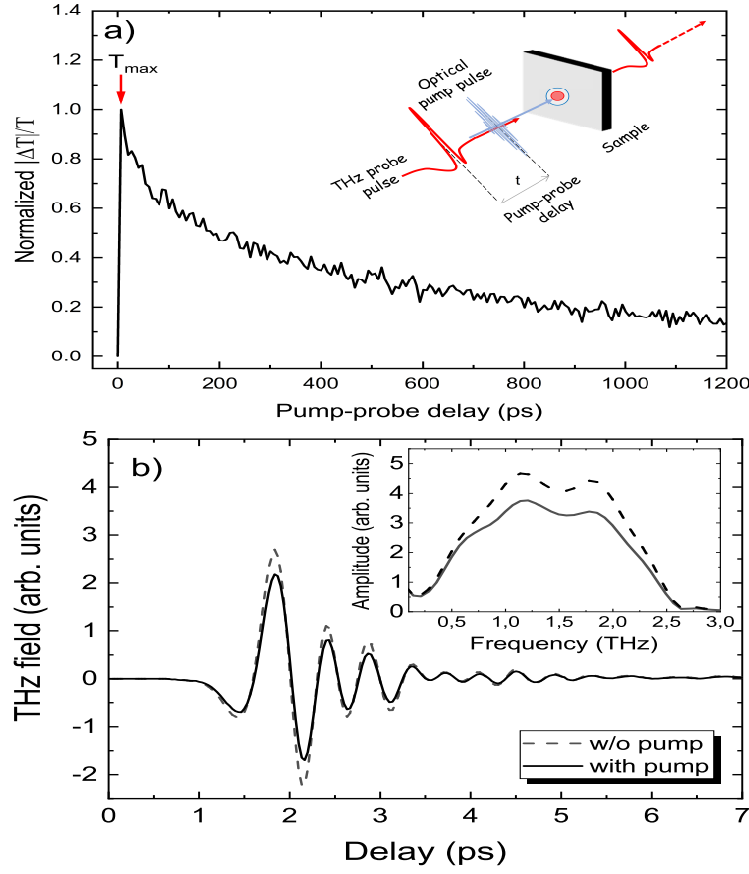 a)
T_max
Normalized |ΔT|/T
1.4
1.2
1.0
0.8
0.6
0.4
0.2
0.0
0
200
400
600
800
1000
1200
Pump-probe delay (ps)
Optical
pump pulse
THz probe
pulse
t
Pump-probe
delay
Sample
b)
THz field (arb. units)
5
4
3
2
1
0
-1
-2
0
1
2
3
4
5
6
7
Delay (ps)
Amplitude (arb. units)
5
4
3
2
1
0
0,5
1,0
1,5
2,0
2,5
3,0
Frequency (THz)
w/o pump
with pump